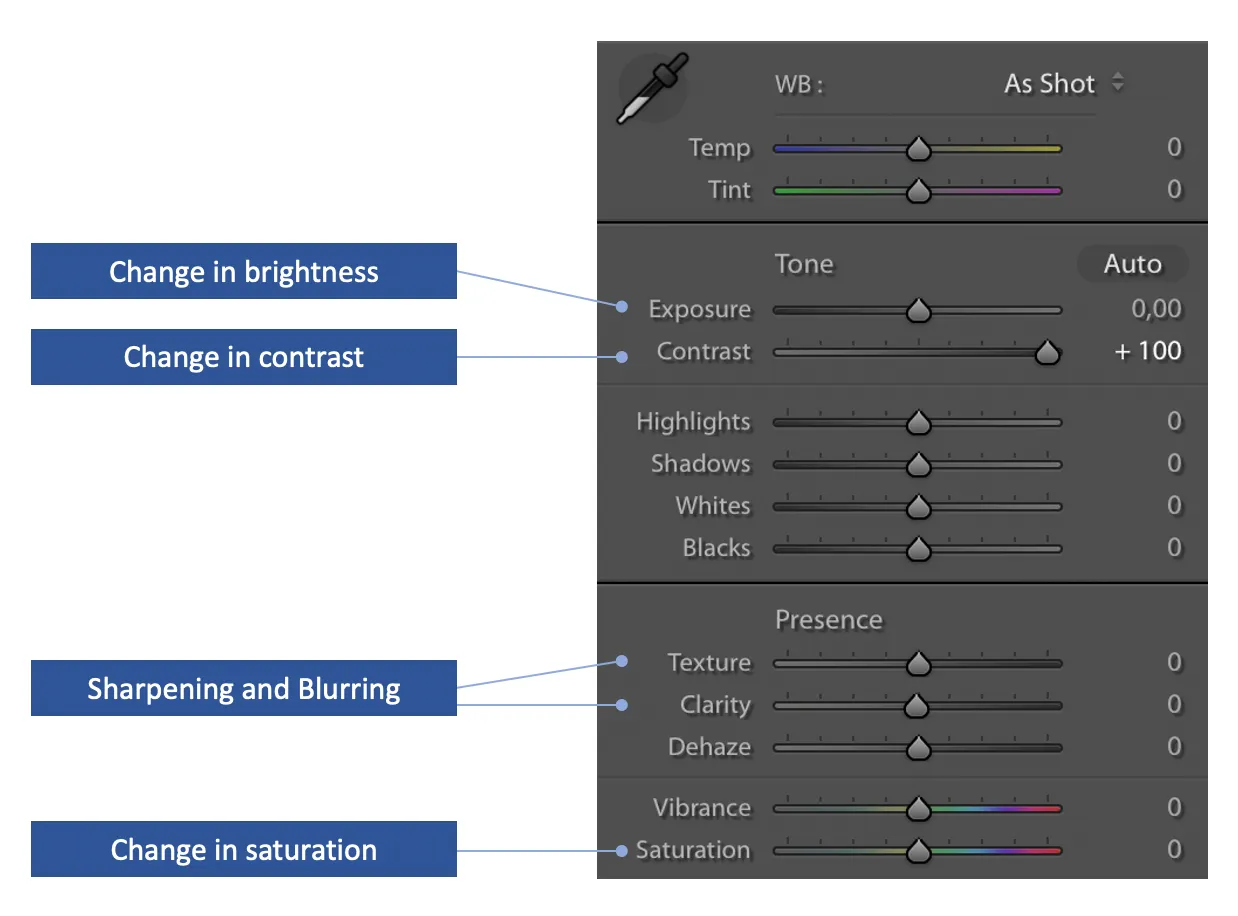 WB : As Shot
Temp 0
Tint 0
Change in brightness
Tone Auto
Exposure 0,00
Change in contrast
Contrast + 100
Highlights 0
Shadows 0
Whites 0
Blacks 0
Presence
Sharpening and Blurring
Texture 0
Clarity 0
Dehaze 0
Vibrance 0
Change in saturation
Saturation 0